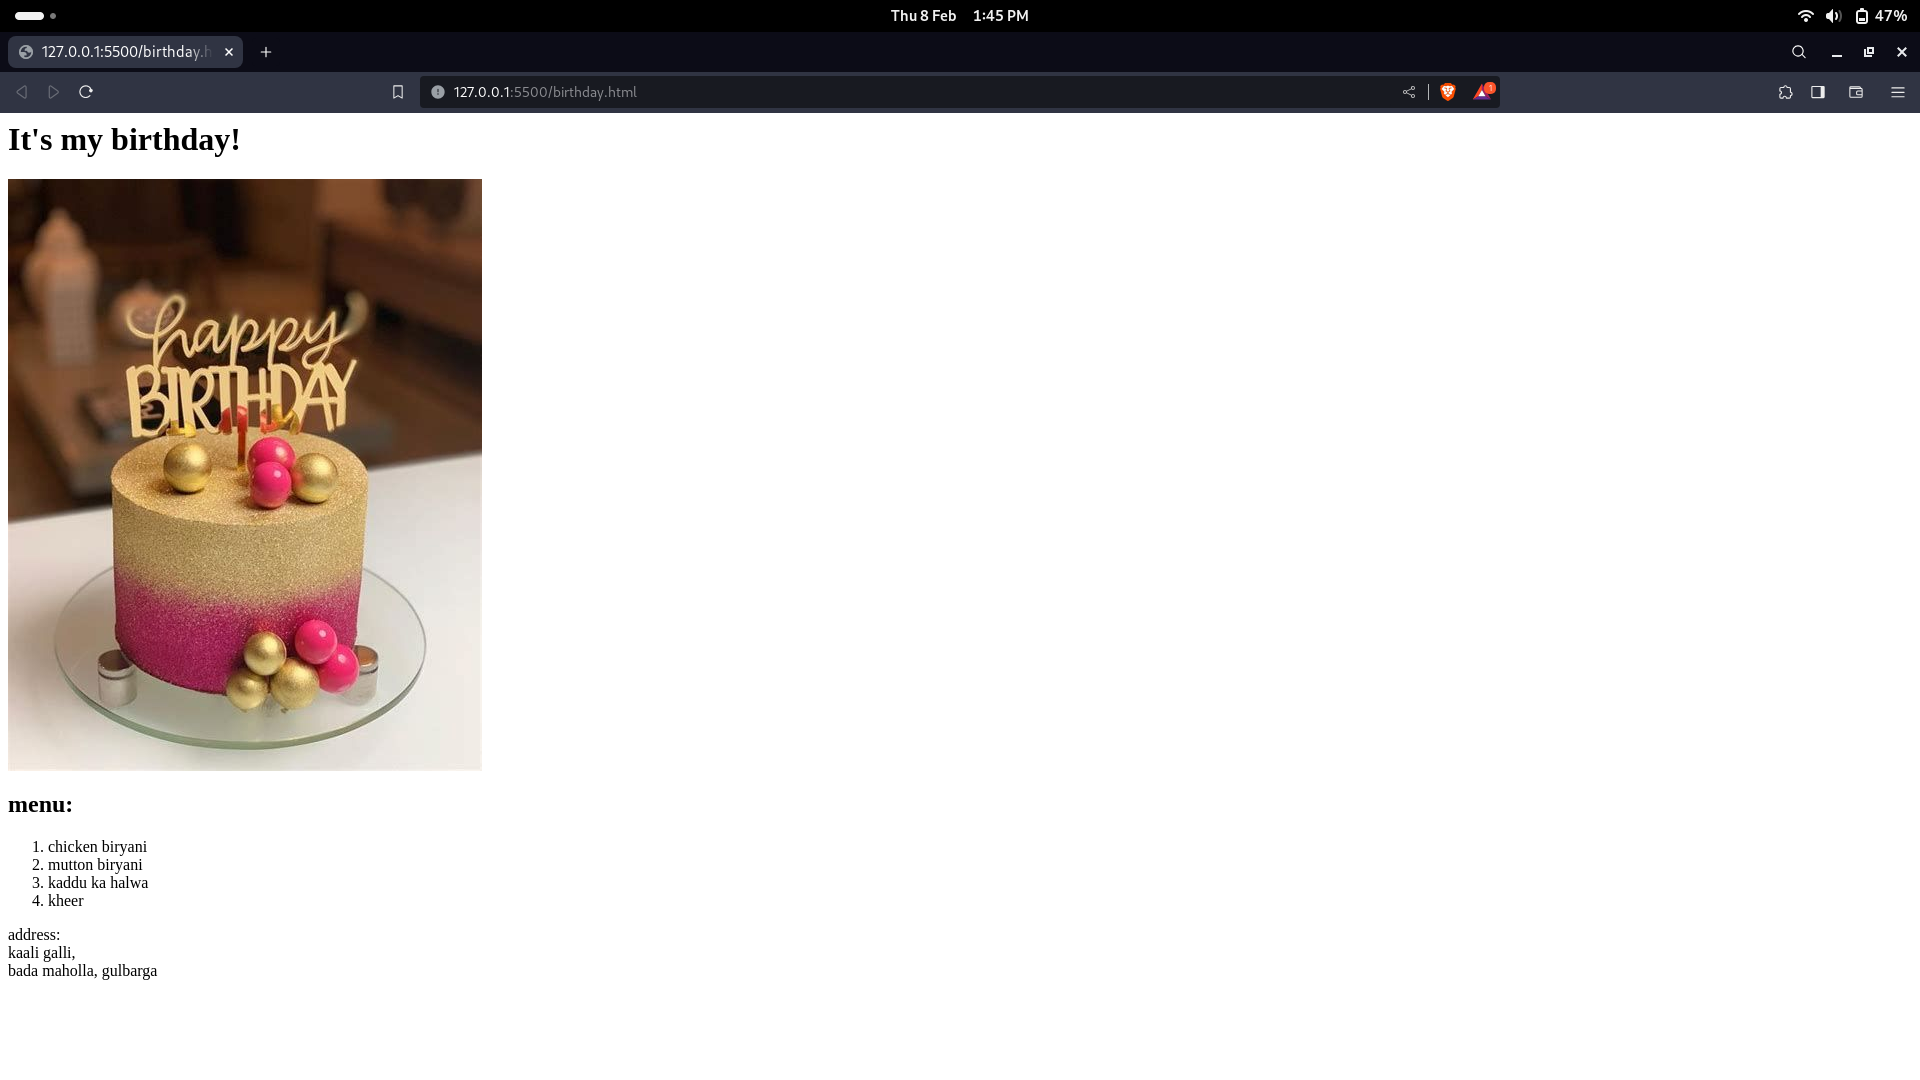 Thu 8 Feb 1:45 PM
47%
127.0.0.1:5500/birthday.h
127.0.0.1:5500/birthday.html
1
It's my birthday!
happy
BIRTHDAY
menu:
1. chicken biryani
2. mutton biryani
3. kaddu ka halwa
4. kheer
address:
kaali galli,
bada maholla, gulbarga